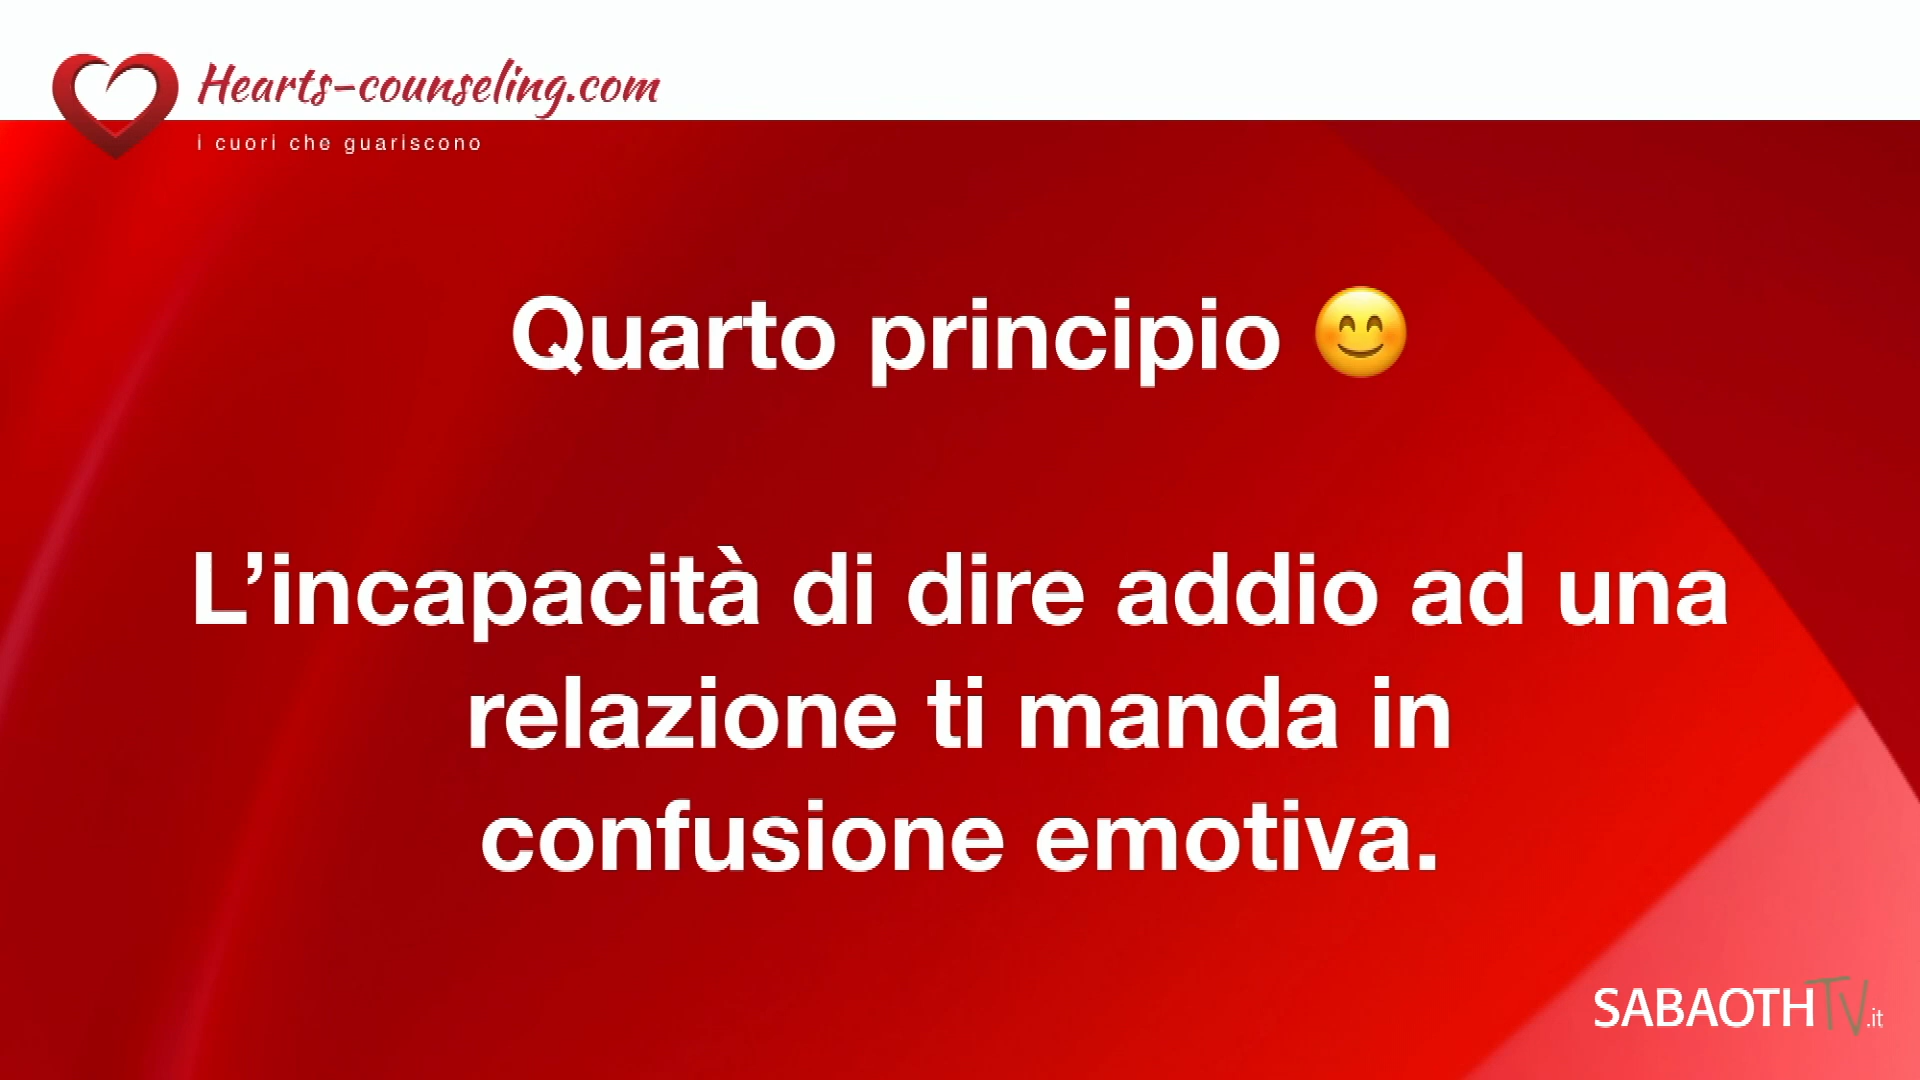 Hearts-counseling.com
i cuori che guariscono
Quarto principio 😊
L’incapacità di dire addio ad una
relazione ti manda in
confusione emotiva.
SABAOTHTV.it